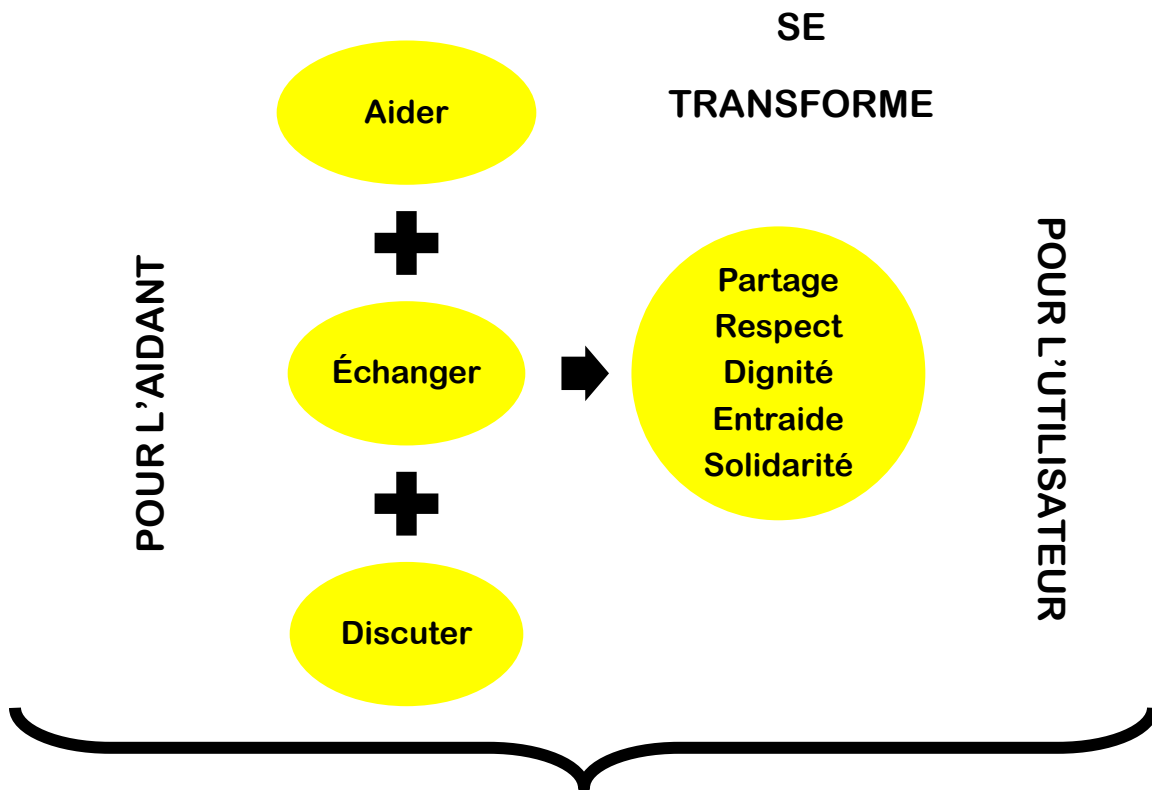 SE
TRANSFORME
Aider
POUR L’AIDANT
Échanger
Partage
Respect
Dignité
Entraide
Solidarité
POUR L’UTILISATEUR
Discuter